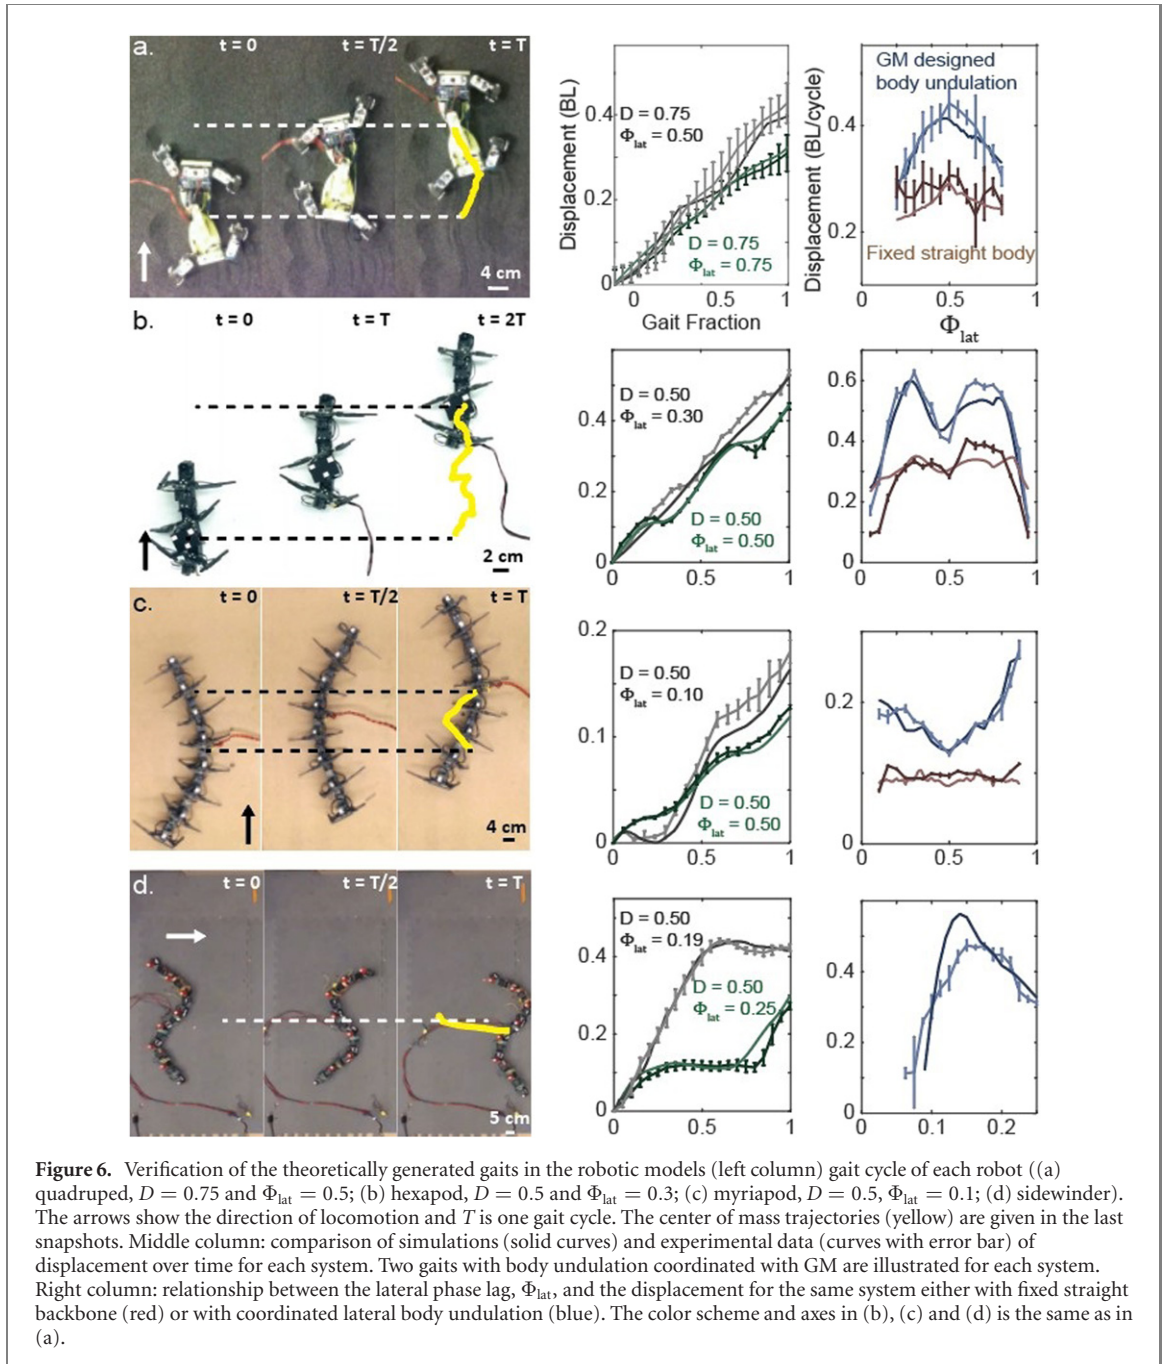 a.
t = 0
t = T/2
t = T
4 cm
Displacement (BL)
0.4
0.2
0
D = 0.75
Φlat = 0.50
D = 0.75
Φlat = 0.75
0
0.5
1
Gait Fraction
Displacement (BL/cycle)
0.4
0.2
GM designed
body undulation
Fixed straight body
0
0.5
1
Φlat
b.
t = 0
t = T
t = 2T
2 cm
0.4
0.2
0
D = 0.50
Φlat = 0.30
D = 0.50
Φlat = 0.50
0
0.5
1
0.6
0.4
0.2
0
0
0.5
1
c.
t = 0
t = T/2
t = T
4 cm
0.2
0.1
0
D = 0.50
Φlat = 0.10
D = 0.50
Φlat = 0.50
0
0.5
1
0.2
0
0
0.5
1
d.
t = 0
t = T/2
t = T
5 cm
0.4
0.2
0
D = 0.50
Φlat = 0.19
D = 0.50
Φlat = 0.25
0
0.5
1
0.4
0.2
0
0
0.1
0.2
Figure 6. Verification of the theoretically generated gaits in the robotic models (left column) gait cycle of each robot ((a)
quadruped, D = 0.75 and Φlat = 0.5; (b) hexapod, D = 0.5 and Φlat = 0.3; (c) myriapod, D = 0.5, Φlat = 0.1; (d) sidewinder).
The arrows show the direction of locomotion and T is one gait cycle. The center of mass trajectories (yellow) are given in the last
snapshots. Middle column: comparison of simulations (solid curves) and experimental data (curves with error bar) of
displacement over time for each system. Two gaits with body undulation coordinated with GM are illustrated for each system.
Right column: relationship between the lateral phase lag, Φlat, and the displacement for the same system either with fixed straight
backbone (red) or with coordinated lateral body undulation (blue). The color scheme and axes in (b), (c) and (d) is the same as in
(a).